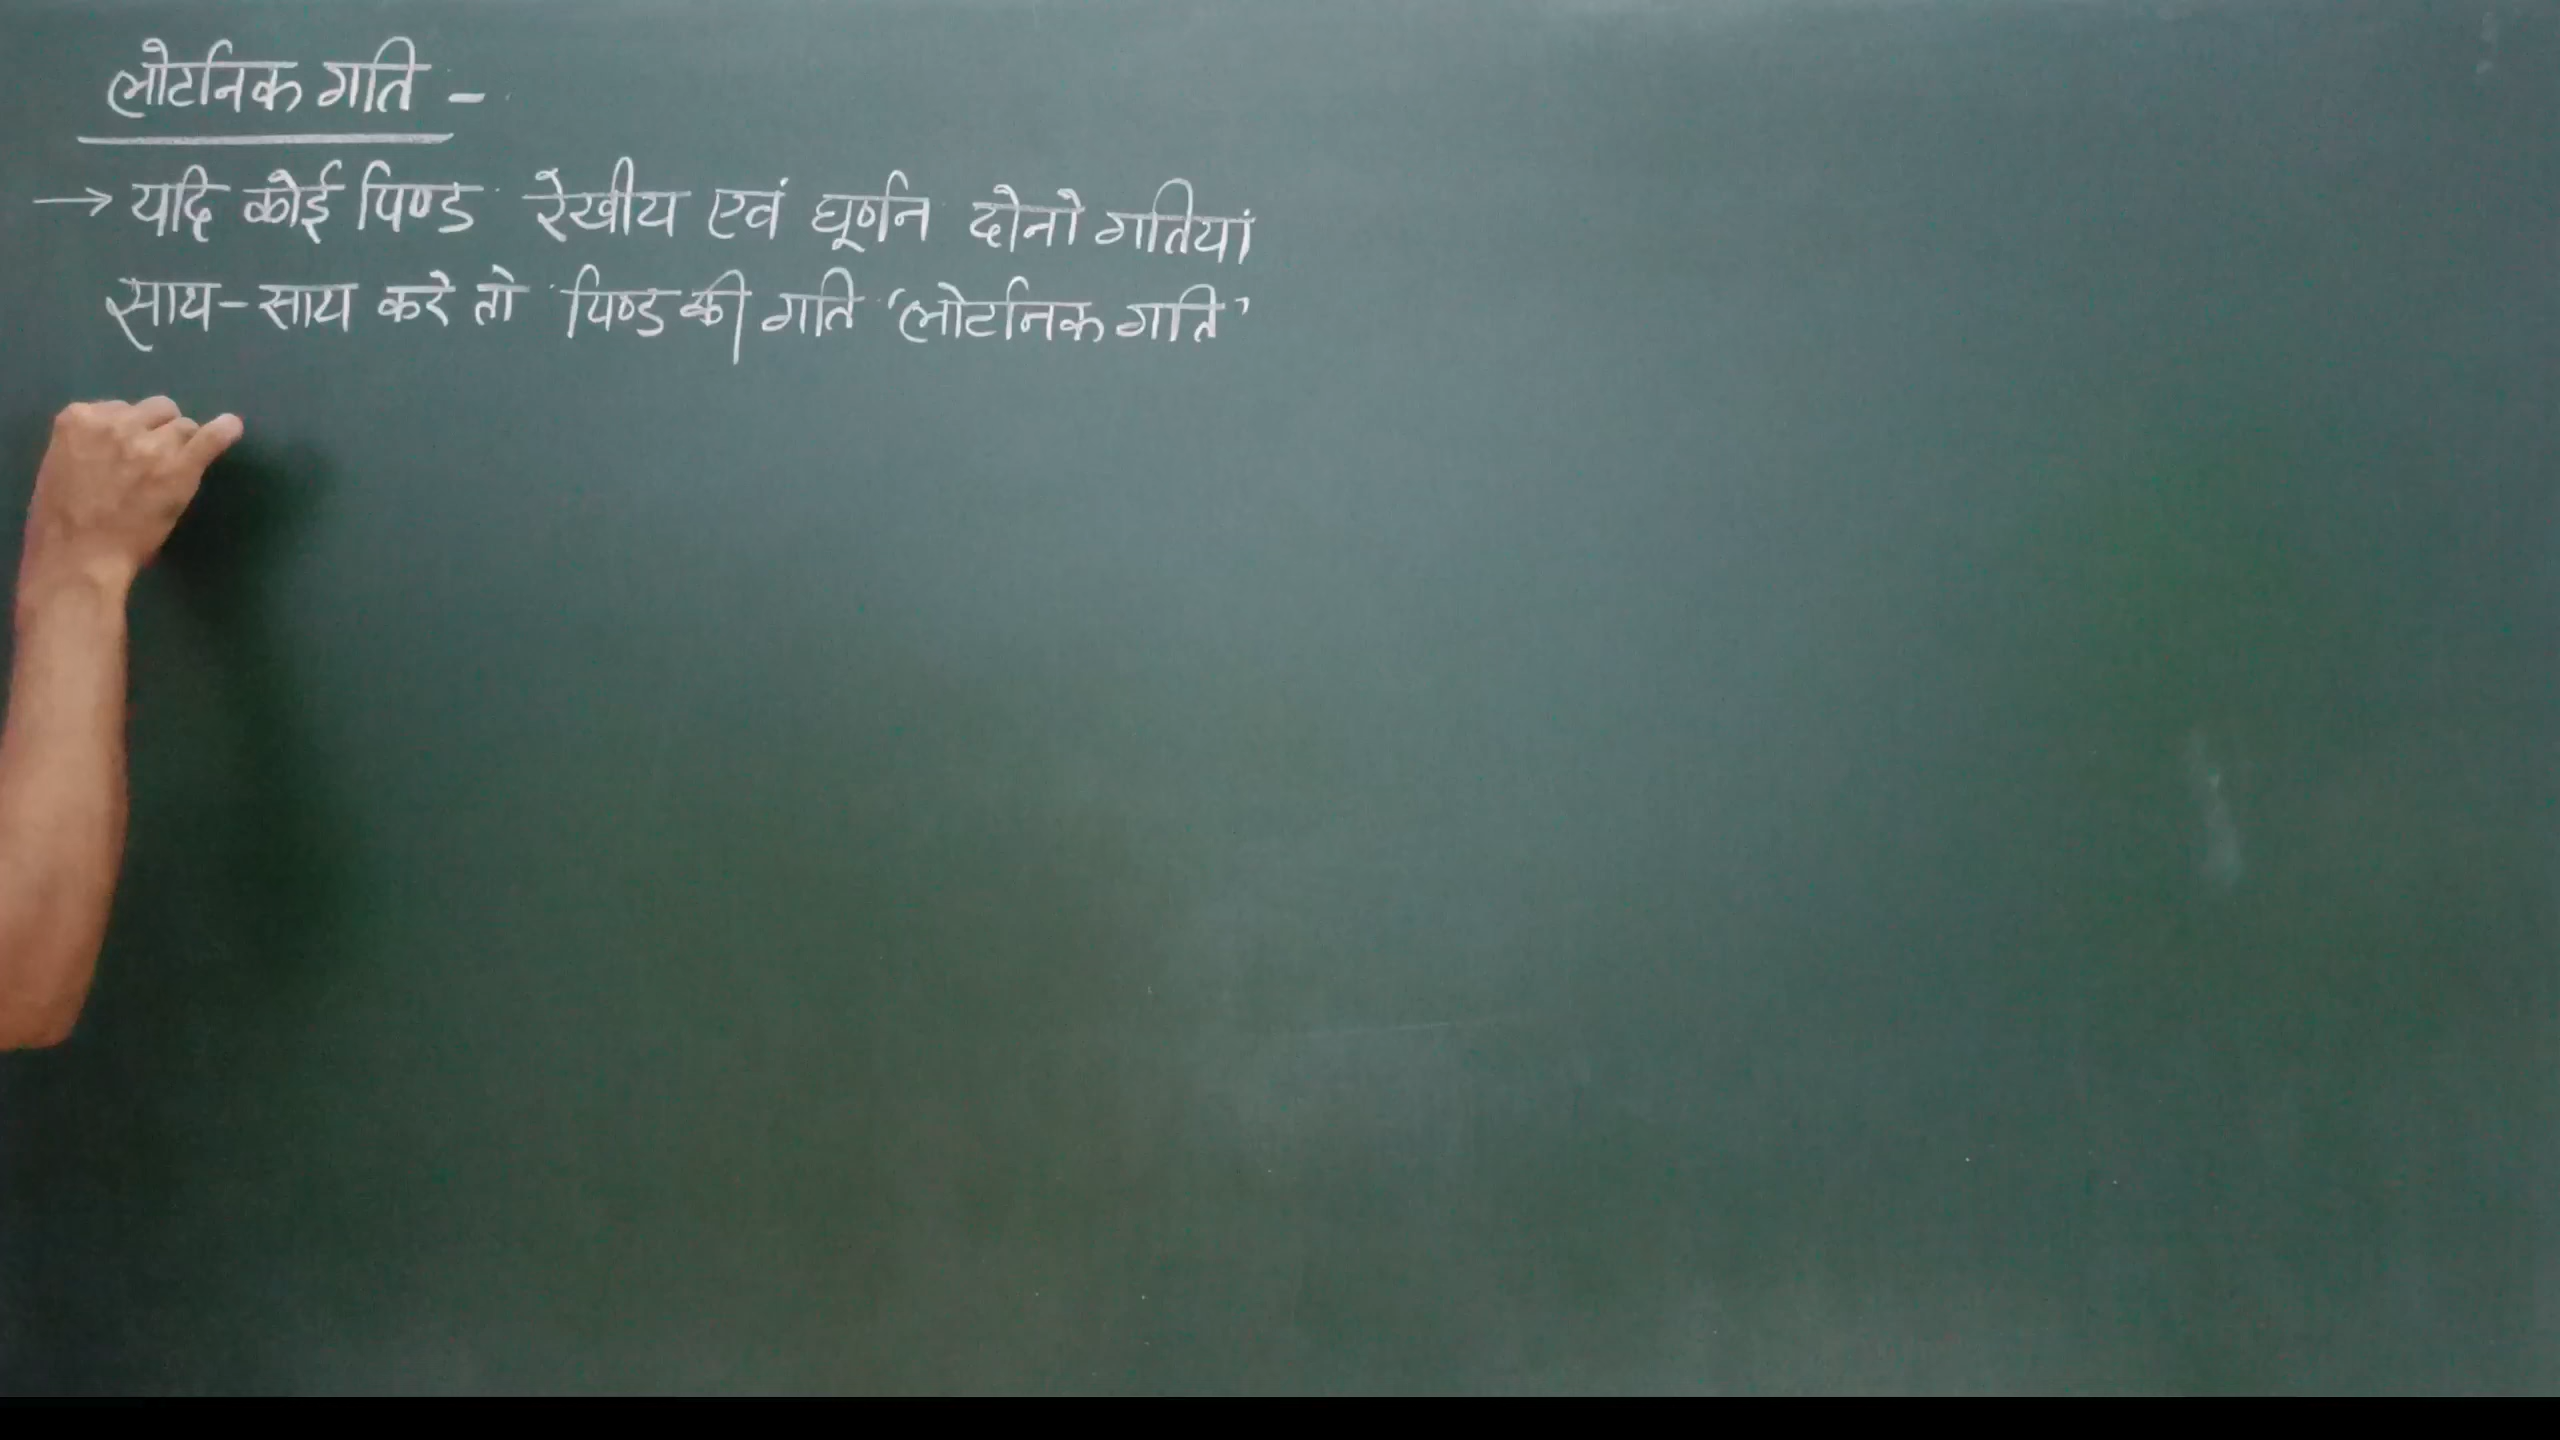 लोटनिक गति -
→ यदि कोई पिण्ड रेखीय एवं घूर्णन दोनो गतियां
साथ-साथ करे तो पिण्ड की गति 'लोटनिक गति'